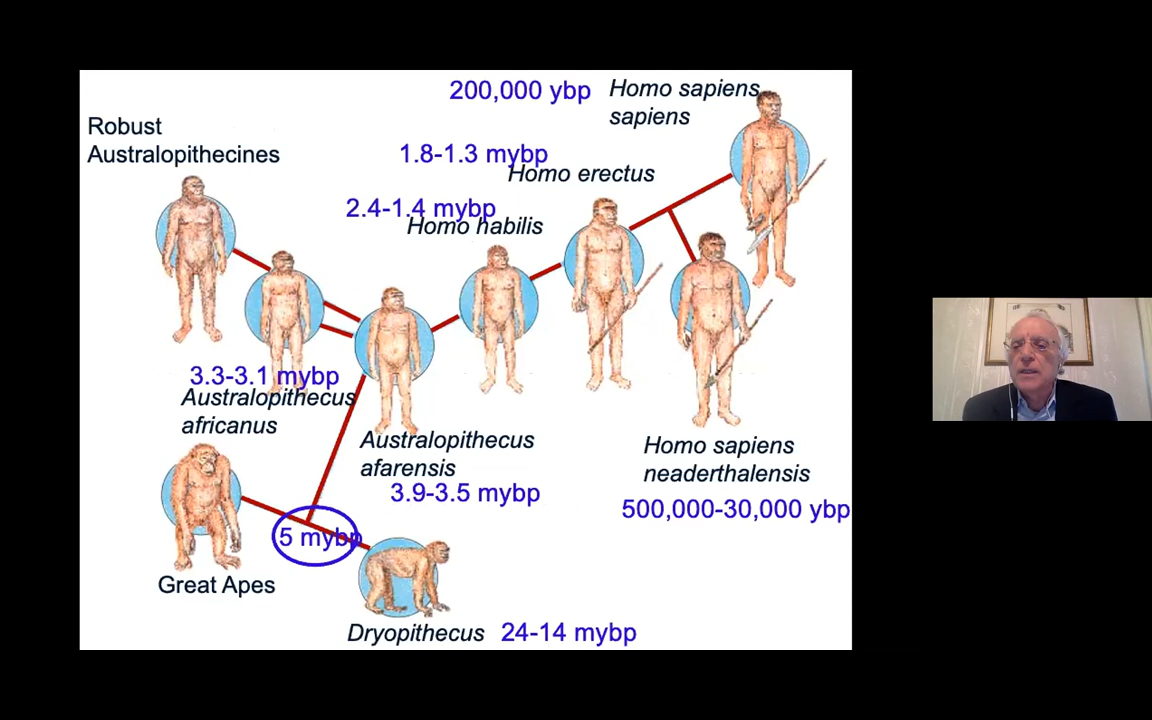 200,000 ybp
Homo sapiens
sapiens
Robust
Australopithecines
1.8-1.3 mybp
Homo erectus
2.4-1.4 mybp
Homo habilis
3.3-3.1 mybp
Australopithecus
africanus
Australopithecus
afarensis
3.9-3.5 mybp
Homo sapiens
neaderthalensis
500,000-30,000 ybp
5 mybp
Great Apes
Dryopithecus 24-14 mybp